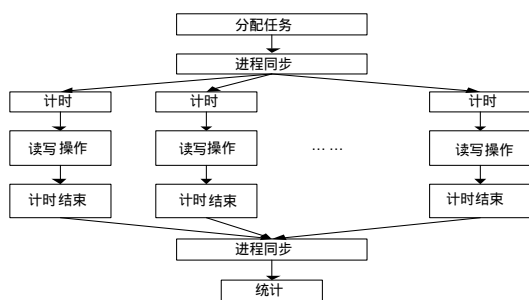 分配任务
进程同步
计时
计时
计时
读写操作
读写操作
……
读写操作
计时结束
计时结束
计时结束
进程同步
统计